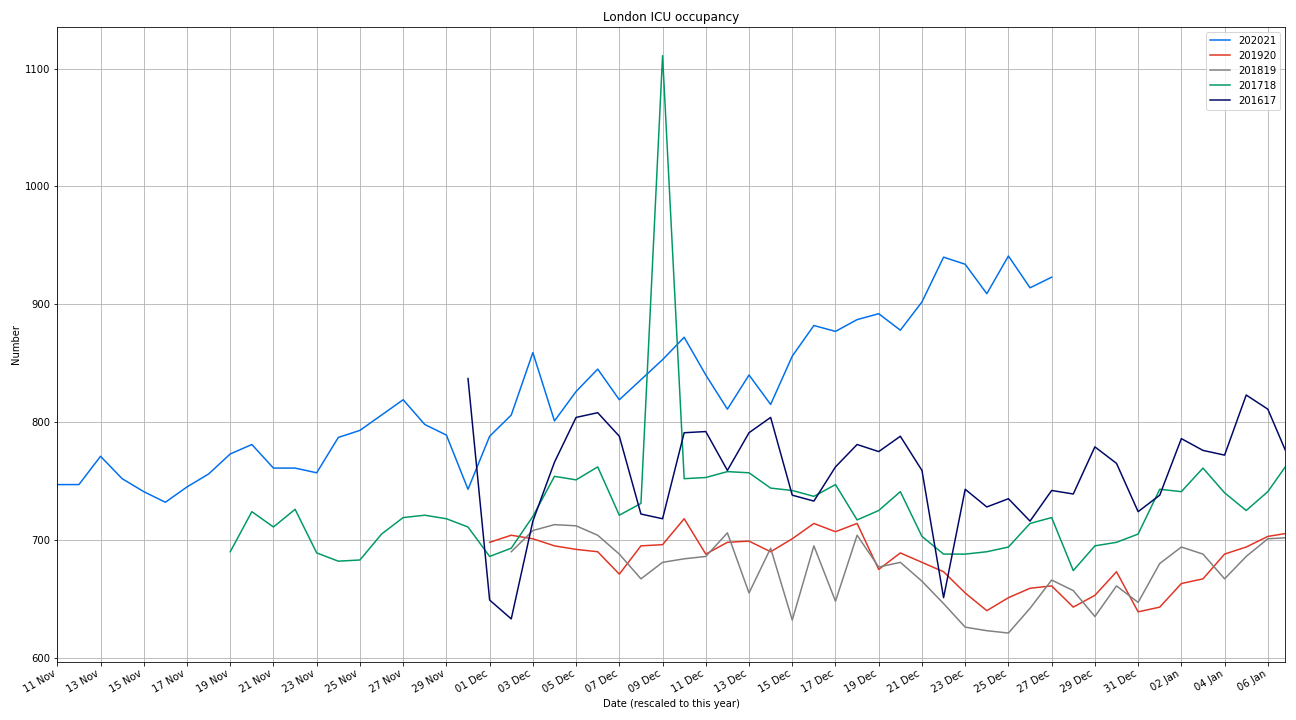 London ICU occupancy
202021
201920
201819
201718
201617
Number
1100
1000
900
800
700
600
11 Nov 13 Nov 15 Nov 17 Nov 19 Nov 21 Nov 23 Nov 25 Nov 27 Nov 29 Nov 01 Dec 03 Dec 05 Dec 07 Dec 09 Dec 11 Dec 13 Dec 15 Dec 17 Dec 19 Dec 21 Dec 23 Dec 25 Dec 27 Dec 29 Dec 31 Dec 02 Jan 04 Jan 06 Jan
Date (rescaled to this year)